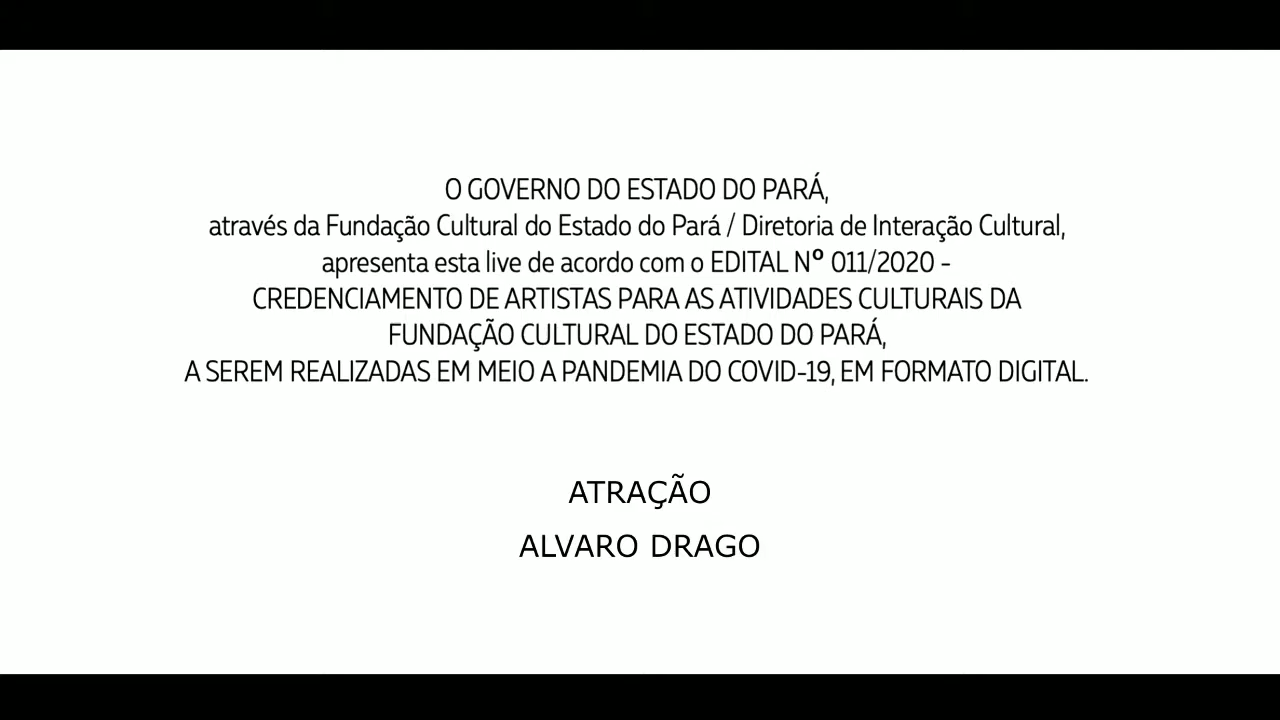 O GOVERNO DO ESTADO DO PARÁ,
através da Fundação Cultural do Estado do Pará / Diretoria de Interação Cultural,
apresenta esta live de acordo com o EDITAL Nº 011/2020 -
CREDENCIAMENTO DE ARTISTAS PARA AS ATIVIDADES CULTURAIS DA
FUNDAÇÃO CULTURAL DO ESTADO DO PARÁ,
A SEREM REALIZADAS EM MEIO A PANDEMIA DO COVID-19, EM FORMATO DIGITAL.
ATRAÇÃO
ALVARO DRAGO